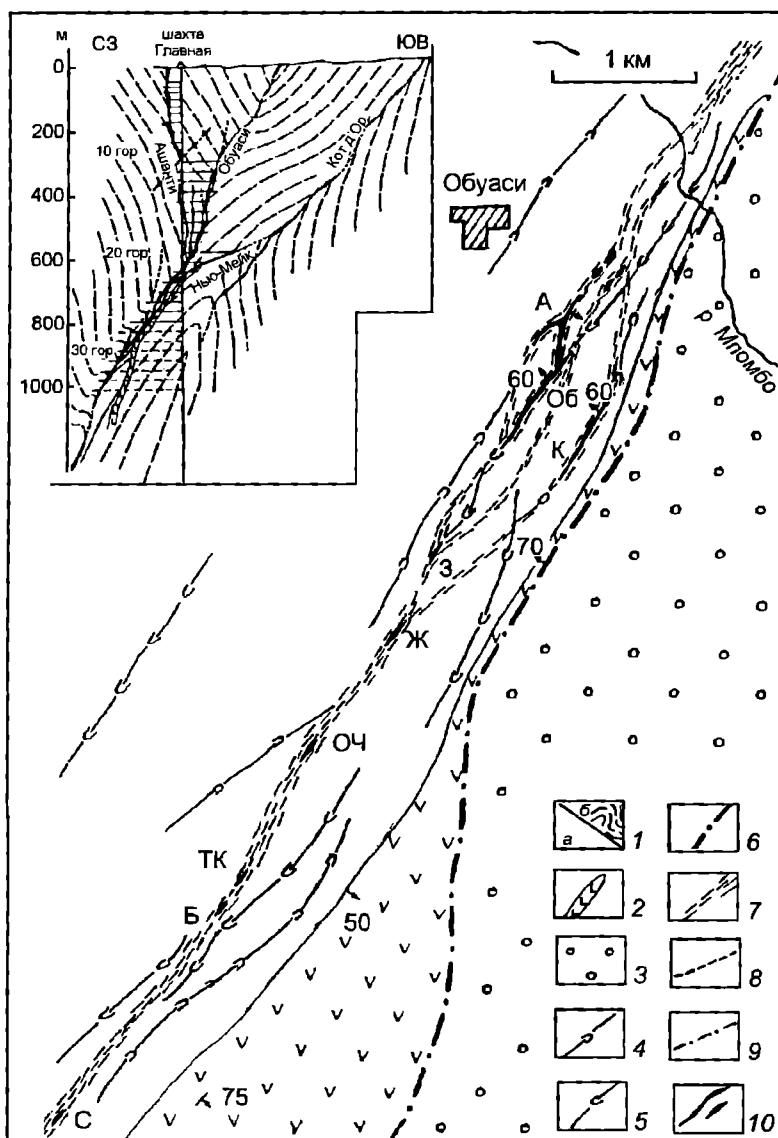 м
СЗ
шахта
Главная
ЮВ
0
200
400
600
800
1000
10 гор
20 гор
30 гор
Ашанти
Обуаси
Кот д'Ор
Нью-Мейк
1 км
Обуаси
р Мпомбо
А
60
Об
60
К
З
70
Ж
ОЧ
ТК
Б
50
С
75
а
б
1
6
2
7
3
8
4
9
5
10